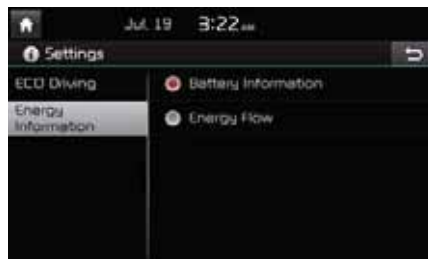 Jul. 19 3:22
Settings
ECO Driving
Battery Information
Energy
Information
Energy Flow